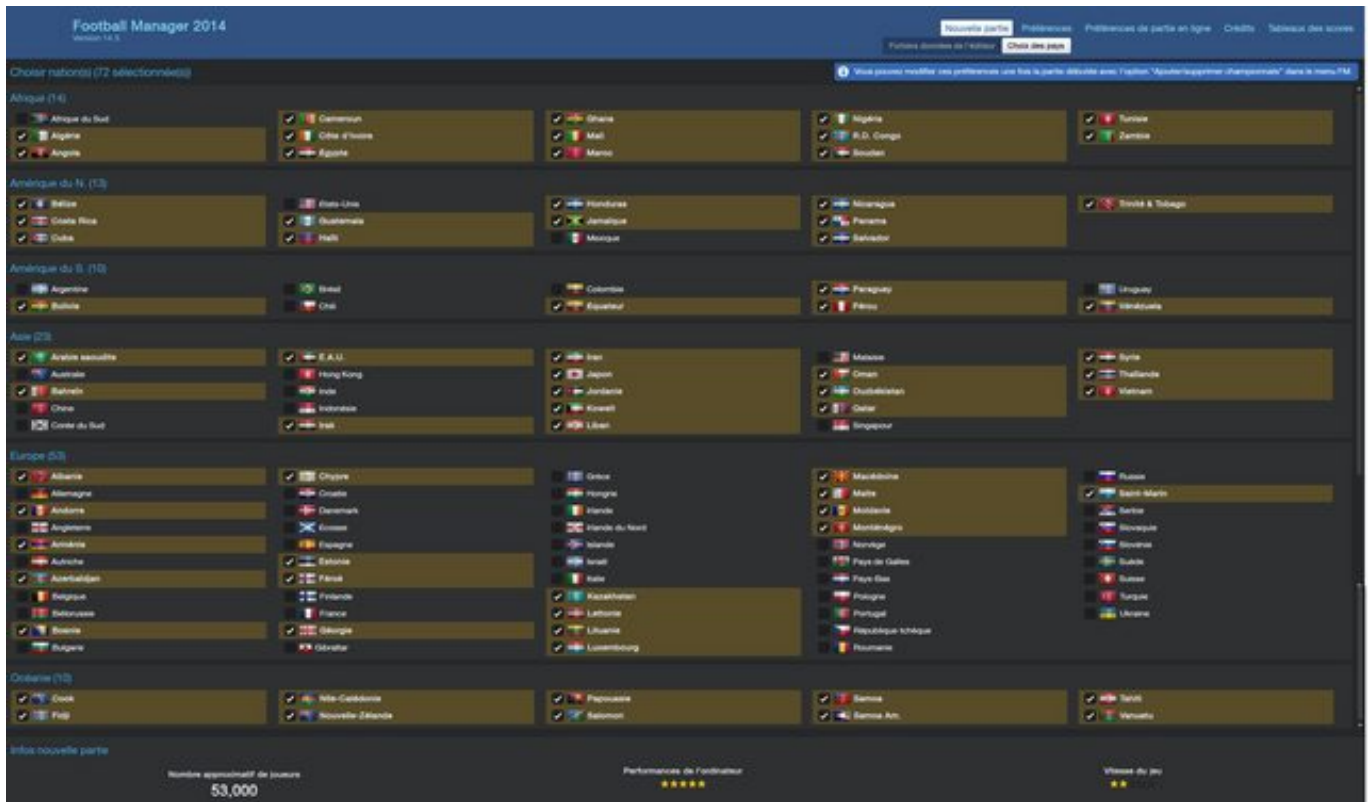 Football Manager 2014
Version 14.3
Nouvelle partie Préférences Préférences de partie en ligne Crédits Tableaux des scores
Fichiers données de l'éditeur Choix des pays
Choisir nation(s) (72 sélectionnée(s))
Vous pouvez modifier ces préférences une fois la partie débutée avec l'option "Ajouter/supprimer championnats" dans le menu FM.
Afrique (14)
Afrique du Sud Cameroun Ghana Nigéria Tunisie
Algérie Côte d'Ivoire Mali R.D. Congo Zambie
Angola Égypte Maroc Soudan
Amérique du N. (13)
Bélize États-Unis Honduras Nicaragua Trinité & Tobago
Costa Rica Guatemala Jamaïque Panama
Cuba Haïti Mexique Salvador
Amérique du S. (10)
Argentine Brésil Colombie Paraguay Uruguay
Bolivie Chili Equateur Pérou Vénézuela
Asie (23)
Arabie saoudite É.A.U. Iran Malaisie Syrie
Australie Hong Kong Japon Oman Thaïlande
Bahreïn Inde Jordanie Ouzbékistan Vietnam
Chine Indonésie Koweït Qatar
Corée du Sud Irak Liban Singapour
Europe (53)
Albanie Chypre Grèce Macédoine Russie
Allemagne Croatie Hongrie Malte Saint-Marin
Andorre Danemark Irlande Moldavie Serbie
Angleterre Ecosse Irlande du Nord Monténégro Slovaquie
Arménie Espagne Islande Norvège Slovénie
Autriche Estonie Israël Pays de Galles Suède
Azerbaïdjan Féroé Italie Pays-Bas Suisse
Belgique Finlande Kazakhstan Pologne Turquie
Biélorussie France Lettonie Portugal Ukraine
Bosnie Géorgie Lituanie République tchèque
Bulgarie Gibraltar Luxembourg Roumanie
Océanie (10)
Cook Nlle-Calédonie Papouasie Samoa Tahiti
Fidji Nouvelle-Zélande Salomon Samoa Am. Vanuatu
Infos nouvelle partie
Nombre approximatif de joueurs Performances de l'ordinateur Vitesse du jeu
53,000